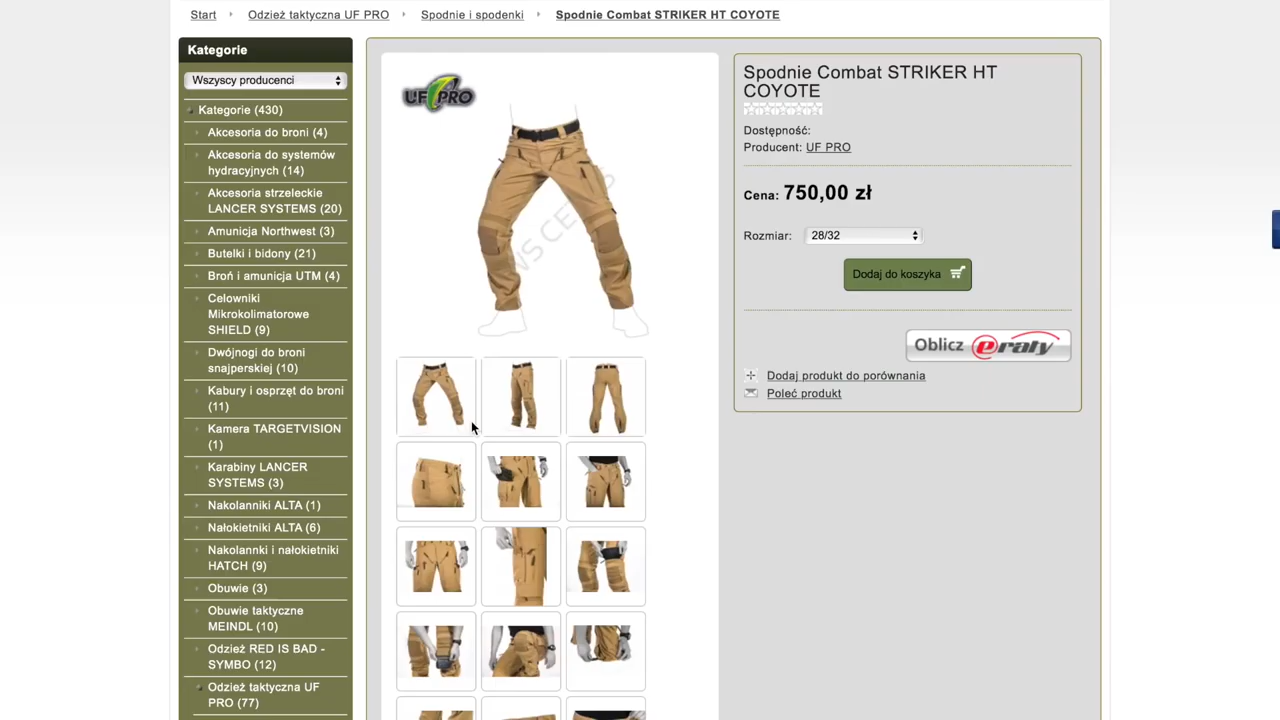 Start
Odzież taktyczna UF PRO
Spodnie i spodenki
Spodnie Combat STRIKER HT COYOTE
Kategorie
Wszyscy producenci
Kategorie (430)
Akcesoria do broni (4)
Akcesoria do systemów
hydracyjnych (14)
Akcesoria strzeleckie
LANCER SYSTEMS (20)
Amunicja Northwest (3)
Butelki i bidony (21)
Broń i amunicja UTM (4)
Celowniki
Mikrokolimatorowe
SHIELD (9)
Dwójnogi do broni
snajperskiej (10)
Kabury i osprzęt do broni
(11)
Kamera TARGETVISION
(1)
Karabiny LANCER
SYSTEMS (3)
Nakolanniki ALTA (1)
Nałokietniki ALTA (6)
Nakolannki i nałokietniki
HATCH (9)
Obuwie (3)
Obuwie taktyczne
MEINDL (10)
Odzież RED IS BAD -
SYMBO (12)
Odzież taktyczna UF
PRO (77)
UF PRO
Spodnie Combat STRIKER HT
COYOTE
Dostępność:
Producent: UF PRO
Cena: 750,00 zł
Rozmiar: 28/32
Dodaj do koszyka
Oblicz eraty
Dodaj produkt do porównania
Poleć produkt